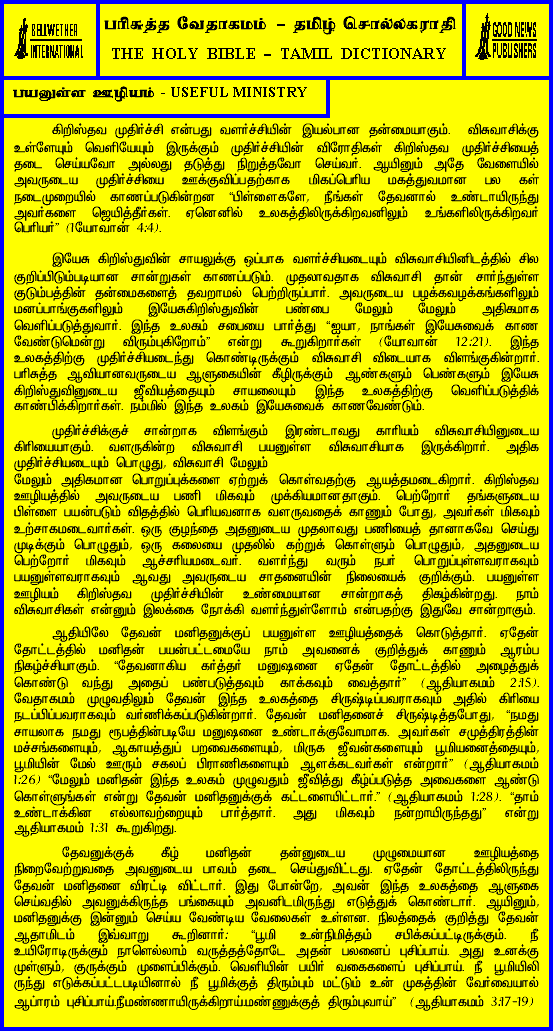 BELLWETHER
INTERNATIONAL
பரிசுத்த வேதாகமம் – தமிழ் சொல்லகராதி
THE HOLY BIBLE – TAMIL DICTIONARY
GOOD NEWS
PUBLISHERS
பயனுள்ள ஊழியம் - USEFUL MINISTRY
கிறிஸ்தவ முதிர்ச்சி என்பது வளர்ச்சியின் இயல்பான தன்மையாகும். விசுவாசிக்கு
உள்ளேயும் வெளியேயும் இருக்கும் முதிர்ச்சியின் விரோதிகள் கிறிஸ்தவ முதிர்ச்சியைத்
தடை செய்யவோ அல்லது தடுத்து நிறுத்தவோ செய்வர். ஆயினும் அதே வேளையில்
அவருடைய முதிர்ச்சியை ஊக்குவிப்பதற்காக மிகப்பெரிய மகத்துவமான பல கள்
நடைமுறையில் காணப்படுகின்றன “பிள்ளைகளே, நீங்கள் தேவனால் உண்டாயிருந்து
அவர்களை ஜெயித்தீர்கள். ஏனெனில் உலகத்திலிருக்கிறவனிலும் உங்களிலிருக்கிறவர்
பெரியர்” (1யோவான் 4:4).
இயேசு கிறிஸ்துவின் சாயலுக்கு ஒப்பாக வளர்ச்சியடையும் விசுவாசியினிடத்தில் சில
குறிப்பிடும்படியான சான்றுகள் காணப்படும். முதலாவதாக விசுவாசி தான் சார்ந்துள்ள
குடும்பத்தின் தன்மைகளைத் தவறாமல் பெற்றிருப்பார். அவருடைய பழக்கவழக்கங்களிலும்
மனப்பாங்குகளிலும் இயேசுகிறிஸ்துவின் பண்பை மேலும் மேலும் அதிகமாக
வெளிப்படுத்துவார். இந்த உலகம் சபையை பார்த்து “ஐயா, நாங்கள் இயேசுவைக் காண
வேண்டுமென்று விரும்புகிறோம்” என்று கூறுகிறார்கள் (யோவான் 12:21). இந்த
உலகத்திற்கு முதிர்ச்சியடைந்து கொண்டிருக்கும் விசுவாசி விடையாக விளங்குகின்றார்.
பரிசுத்த ஆவியானவருடைய ஆளுகையின் கீழிருக்கும் ஆண்களும் பெண்களும் இயேசு
கிறிஸ்துவினுடைய ஜீவியத்தையும் சாயலையும் இந்த உலகத்திற்கு வெளிப்படுத்திக்
காண்பிக்கிறார்கள். நம்மில் இந்த உலகம் இயேசுவைக் காணவேண்டும்.
முதிர்ச்சிக்குச் சான்றாக விளங்கும் இரண்டாவது காரியம் விசுவாசியினுடைய
கிரியையாகும். வளருகின்ற விசுவாசி பயனுள்ள விசுவாசியாக இருக்கிறார். அதிக
முதிர்ச்சியடையும் பொழுது, விசுவாசி மேலும்
மேலும் அதிகமான பொறுப்புக்களை ஏற்றுக் கொள்வதற்கு ஆயத்தமடைகிறார். கிறிஸ்தவ
ஊழியத்தில் அவருடைய பணி மிகவும் முக்கியமானதாகும். பெற்றோர் தங்களுடைய
பிள்ளை பயன்படும் விதத்தில் பெரியவனாக வளருவதைக் காணும் போது, அவர்கள் மிகவும்
உற்சாகமடைவார்கள். ஒரு குழந்தை அதனுடைய முதலாவது பணியைத் தானாகவே செய்து
முடிக்கும் பொழுதும், ஒரு கலையை முதலில் கற்றுக் கொள்ளும் பொழுதும், அதனுடைய
பெற்றோர் மிகவும் ஆச்சரியமடைவர். வளர்ந்து வரும் நபர் பொறுப்புள்ளவராகவும்
பயனுள்ளவராகவும் ஆவது அவருடைய சாதனையின் நிலையைக் குறிக்கும். பயனுள்ள
ஊழியம் கிறிஸ்தவ முதிர்ச்சியின் உண்மையான சான்றாகத் திகழ்கின்றது. நாம்
விசுவாசிகள் என்னும் இலக்கை நோக்கி வளர்ந்துள்ளோம் என்பதற்கு இதுவே சான்றாகும்.
ஆதியிலே தேவன் மனிதனுக்குப் பயனுள்ள ஊழியத்தைக் கொடுத்தார். ஏதேன்
தோட்டத்தில் மனிதன் பயன்பட்டமையே நாம் அவனைக் குறித்துக் காணும் ஆரம்ப
நிகழ்ச்சியாகும். “தேவனாகிய கர்த்தர் மனுஷனை ஏதேன் தோட்டத்தில் அழைத்துக்
கொண்டு வந்து அதைப் பண்படுத்தவும் காக்கவும் வைத்தார்” (ஆதியாகமம் 2:15).
வேதாகமம் முழுவதிலும் தேவன் இந்த உலகத்தை சிருஷ்டிப்பவராகவும் அதில் கிரியை
நடப்பிப்பவராகவும் வர்ணிக்கப்படுகின்றார். தேவன் மனிதனைச் சிருஷ்டித்தபோது, “நமது
சாயலாக நமது ரூபத்தின்படியே மனுஷனை உண்டாக்குவோமாக. அவர்கள் சமுத்திரத்தின்
மச்சங்களையும், ஆகாயத்துப் பறவைகளையும், மிருக ஜீவன்களையும் பூமியனைத்தையும்,
பூமியின் மேல் ஊரும் சகலப் பிராணிகளையும் ஆளக்கடவர்கள் என்றார்” (ஆதியாகமம்
1:26) “மேலும் மனிதன் இந்த உலகம் முழுவதும் ஜீவித்து கீழ்ப்படுத்த அவைகளை ஆண்டு
கொள்ளுங்கள் என்று தேவன் மனிதனுக்குக் கட்டளையிட்டார்.” (ஆதியாகமம் 1:28). “தாம்
உண்டாக்கின எல்லாவற்றையும் பார்த்தார். அது மிகவும் நன்றாயிருந்தது” என்று
ஆதியாகமம் 1:31 கூறுகிறது.
தேவனுக்குக் கீழ் மனிதன் தன்னுடைய முழுமையான ஊழியத்தை
நிறைவேற்றுவதை அவனுடைய பாவம் தடை செய்துவிட்டது. ஏதேன் தோட்டத்திலிருந்து
தேவன் மனிதனை விரட்டி விட்டார். இது போன்றே, அவன் இந்த உலகத்தை ஆளுகை
செய்வதில் அவனுக்கிருந்த பங்கையும் அவனிடமிருந்து எடுத்துக் கொண்டார். ஆயினும்,
மனிதனுக்கு இன்னும் செய்ய வேண்டிய வேலைகள் உள்ளன. நிலத்தைக் குறித்து தேவன்
ஆதாமிடம் இவ்வாறு கூறினார்: “பூமி உன்நிமித்தம் சபிக்கப்பட்டிருக்கும். நீ
உயிரோடிருக்கும் நாளெல்லாம் வருத்தத்தோடே அதன் பலனைப் புசிப்பாய். அது உனக்கு
முள்ளும், குருக்கும் முளைப்பிக்கும். வெளியின் பயிர் வகைகளைப் புசிப்பாய். நீ பூமியிலி
ருந்து எடுக்கப்பட்டபடியினால் நீ பூமிக்குத் திரும்பும் மட்டும் உன் முகத்தின் வேர்வையால்
ஆப்ரம் புசிப்பாய்.நீமண்ணாயிருக்கிறாய்.மண்ணுக்குத் திரும்புவாய்” (ஆதியாகமம் 3:17-19)